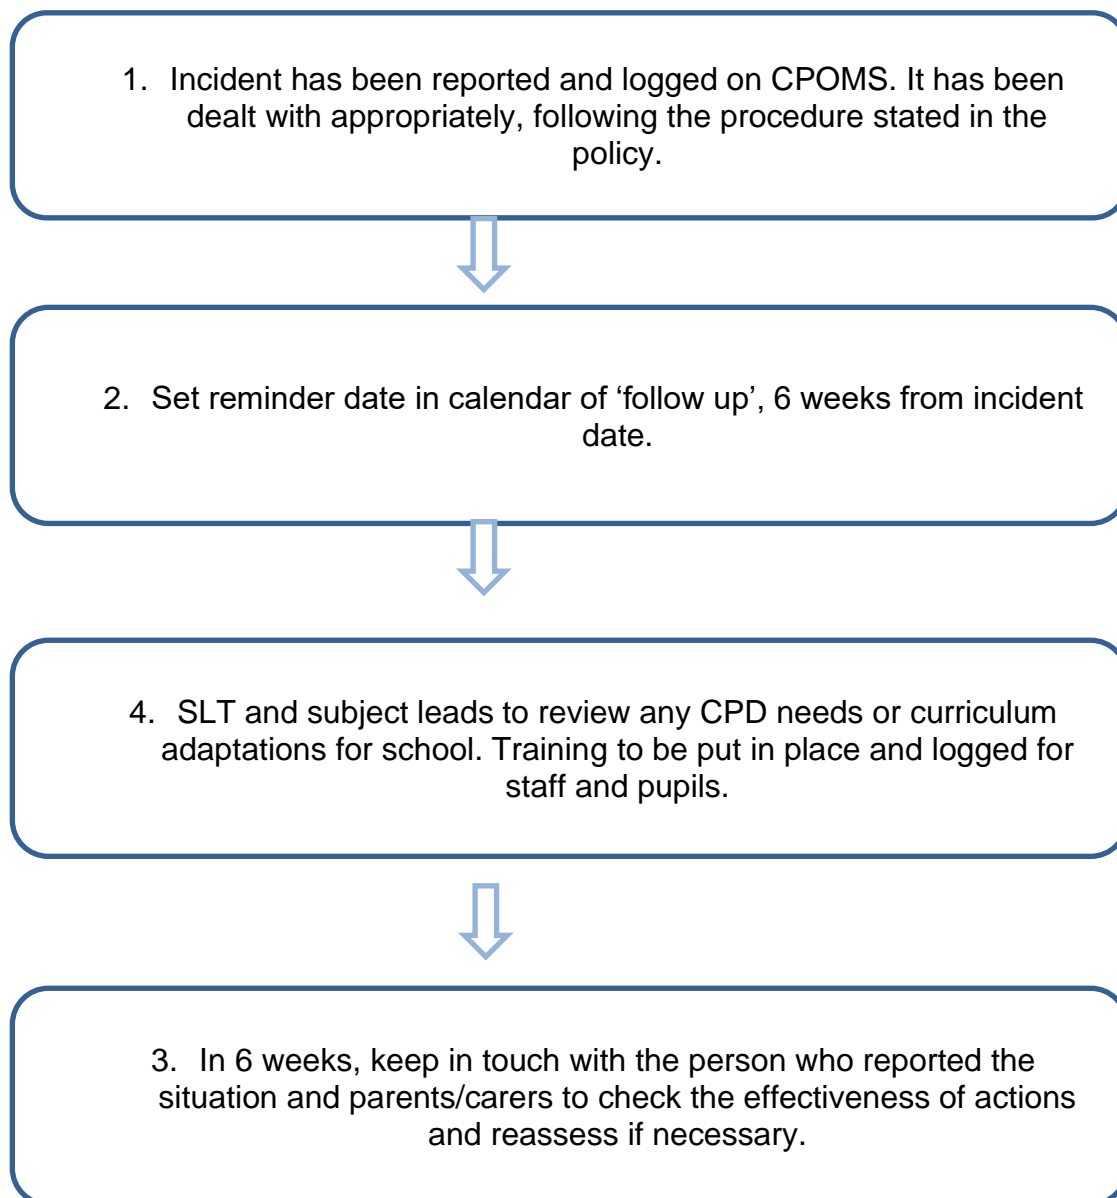 1. Incident has been reported and logged on CPOMS. It has been
dealt with appropriately, following the procedure stated in the
policy.
2. Set reminder date in calendar of ‘follow up’, 6 weeks from incident
date.
4. SLT and subject leads to review any CPD needs or curriculum
adaptations for school. Training to be put in place and logged for
staff and pupils.
3. In 6 weeks, keep in touch with the person who reported the
situation and parents/carers to check the effectiveness of actions
and reassess if necessary.